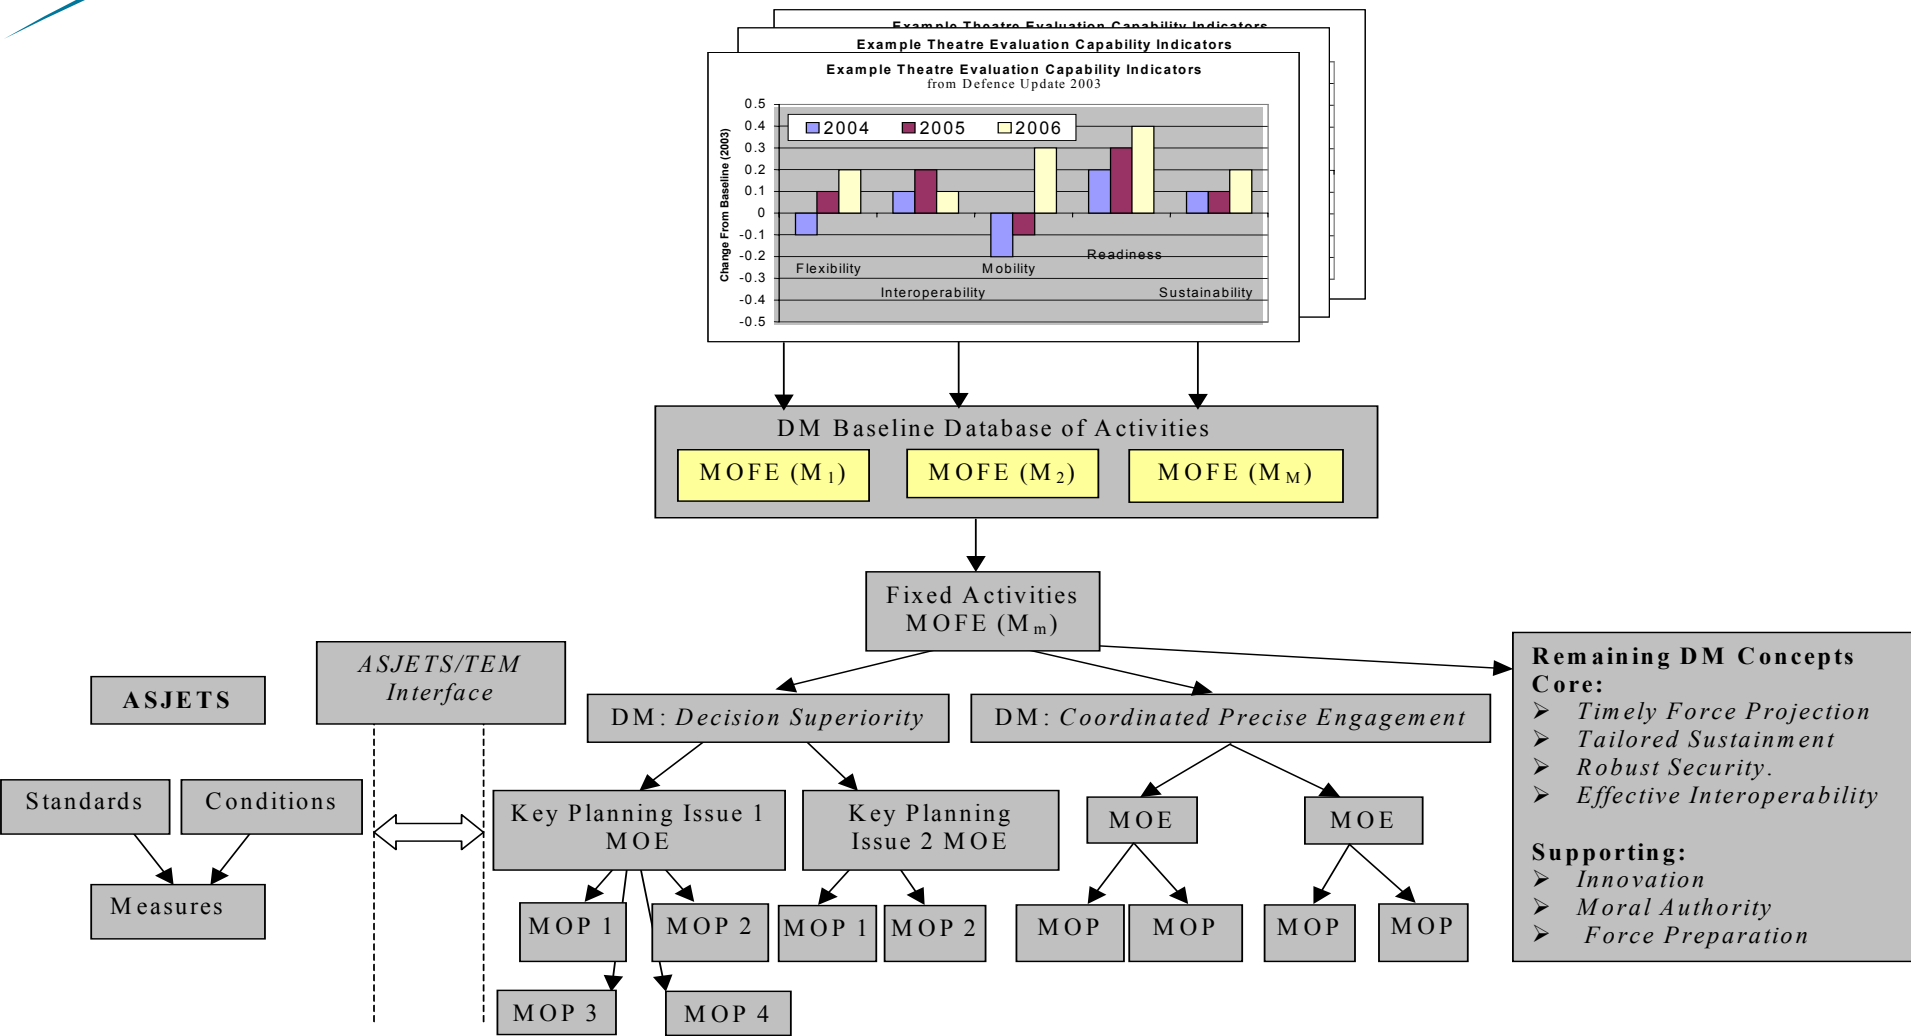 Example Theatre Evaluation Capability Indicators
Example Theatre Evaluation Capability Indicators
Example Theatre Evaluation Capability Indicators
from Defence Update 2003
0.5
0.4
0.3
0.2
0.1
0
-0.1
-0.2
-0.3
-0.4
-0.5
Change From Baseline (2003)
2004 2005 2006
Readiness
Flexibility Mobility
Interoperability Sustainability
DM Baseline Database of Activities
MOFE (M1) MOFE (M2) MOFE (MM)
Fixed Activities
MOFE (Mm)
ASJETS
ASJETS/TEM
Interface
DM: Decision Superiority
DM: Coordinated Precise Engagement
Remaining DM Concepts
Core:
➢ Timely Force Projection
➢ Tailored Sustainment
➢ Robust Security.
➢ Effective Interoperability
Supporting:
➢ Innovation
➢ Moral Authority
➢ Force Preparation
Standards Conditions
Measures
Key Planning Issue 1
MOE
Key Planning
Issue 2 MOE
MOE MOE
MOP 1 MOP 2 MOP 1 MOP 2 MOP MOP MOP MOP
MOP 3 MOP 4